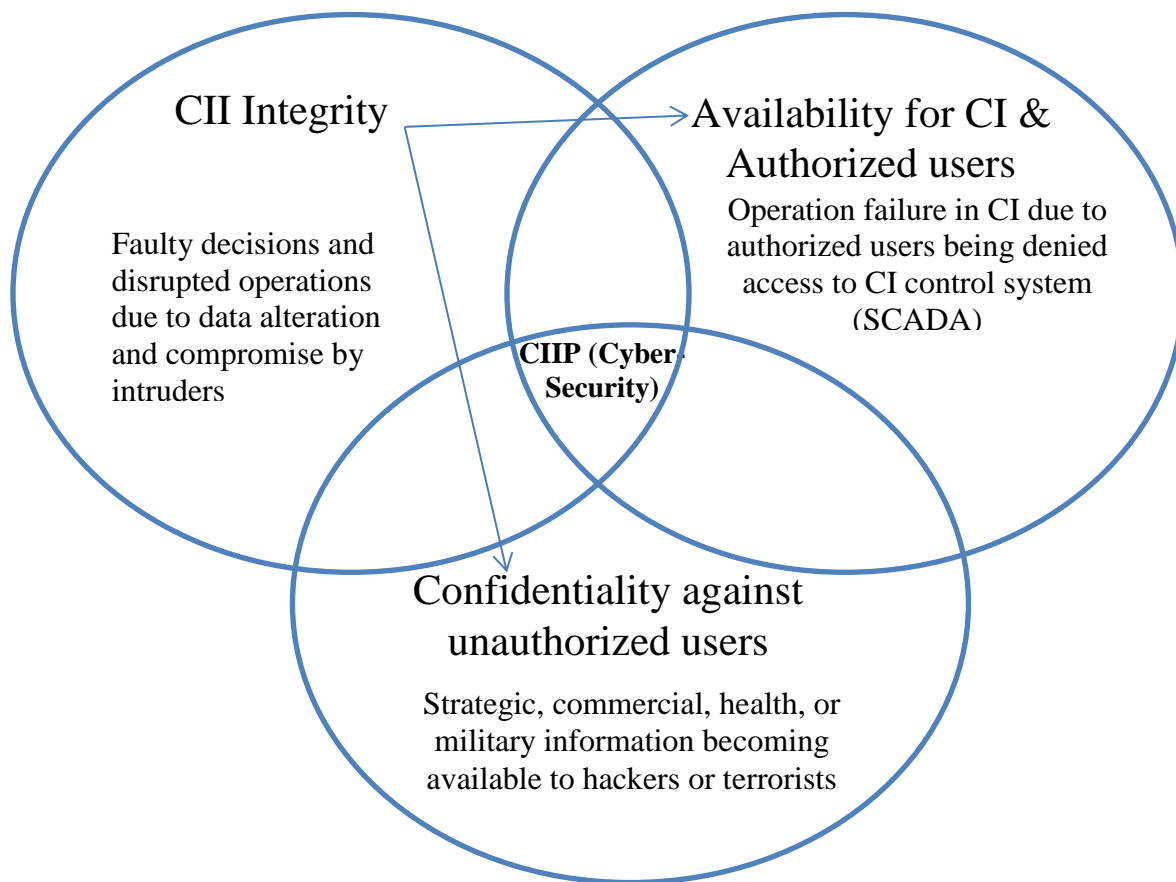 CII Integrity
Faulty decisions and
disrupted operations
due to data alteration
and compromise by
intruders
Availability for CI &
Authorized users
Operation failure in CI due to
authorized users being denied
access to CI control system
(SCADA)
CIIP (Cyber-
Security)
Confidentiality against
unauthorized users
Strategic, commercial, health, or
military information becoming
available to hackers or terrorists